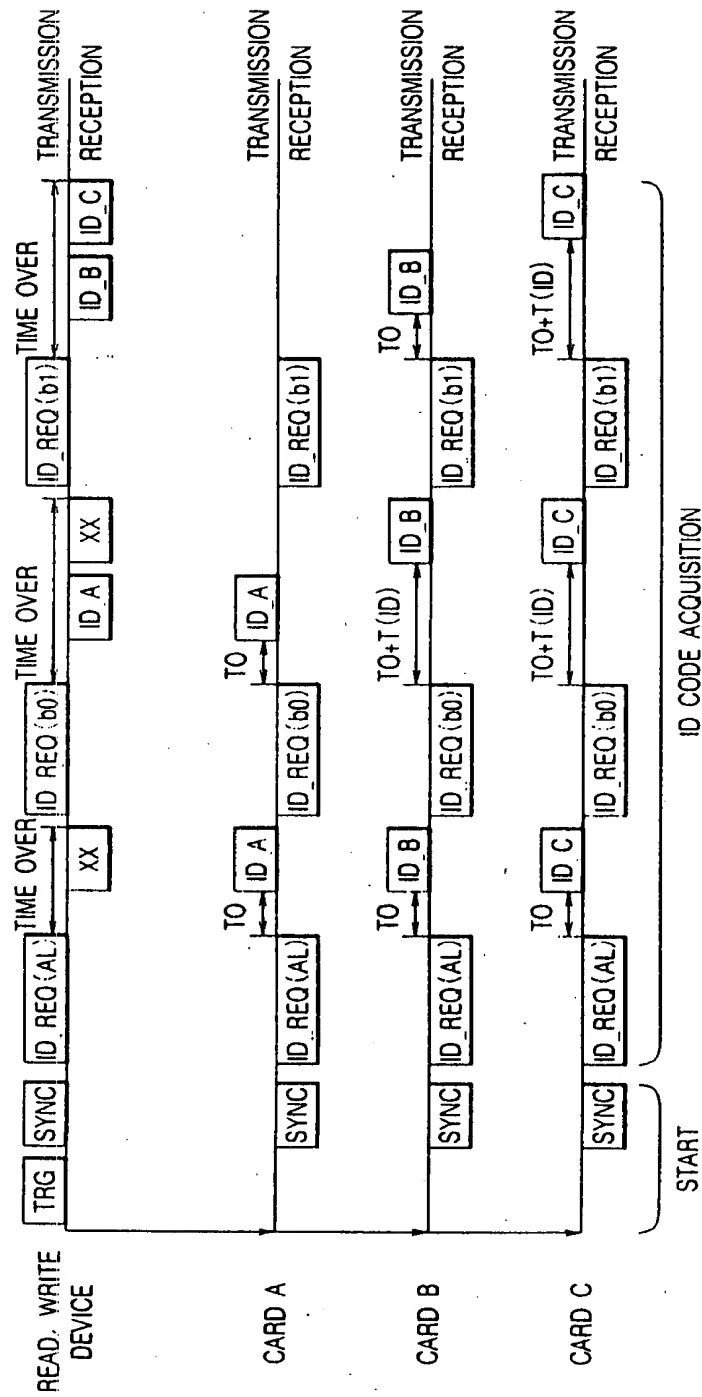 READ, WRITE
DEVICE
TRG
SYNC
ID_REQ(AL)
TIME OVER
XX
ID_REQ(b0)
TIME OVER
ID_A
XX
ID_REQ(b1)
TIME OVER
ID_B
ID_C
TRANSMISSION
RECEPTION
CARD A
SYNC
ID_REQ(AL)
TO
ID_A
ID_REQ(b0)
TO
ID_A
ID_REQ(b1)
TRANSMISSION
RECEPTION
CARD B
SYNC
ID_REQ(AL)
TO
ID_B
ID_REQ(b0)
TO+T(ID)
ID_B
ID_REQ(b1)
TO
ID_B
TRANSMISSION
RECEPTION
CARD C
SYNC
ID_REQ(AL)
TO
ID_C
ID_REQ(b0)
TO+T(ID)
ID_C
ID_REQ(b1)
TO+T(ID)
ID_C
TRANSMISSION
RECEPTION
START
ID CODE ACQUISITION